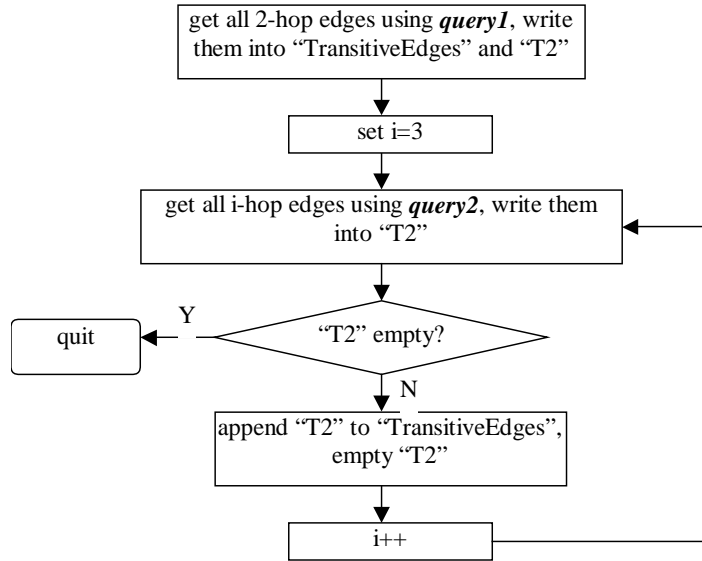 get all 2-hop edges using query1, write
them into “TransitiveEdges” and “T2”
set i=3
get all i-hop edges using query2, write them
into “T2”
Y
quit
“T2” empty?
N
append “T2” to “TransitiveEdges”,
empty “T2”
i++